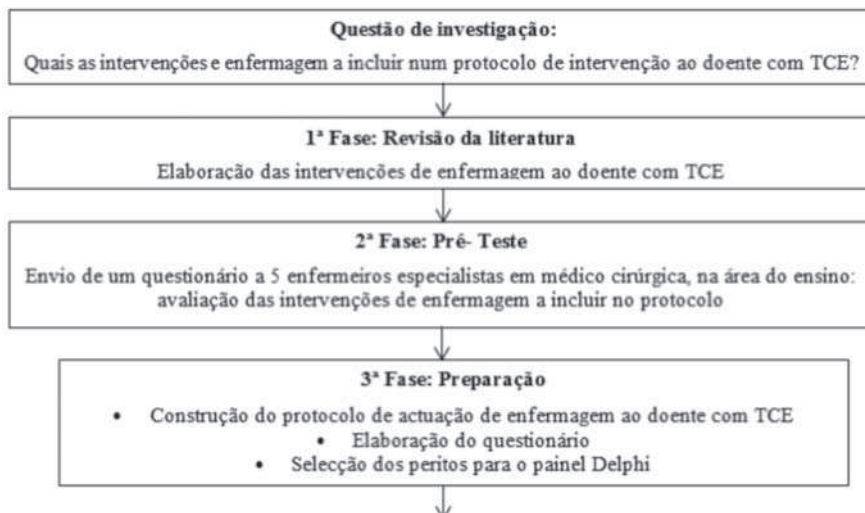 Questão de investigação:
Quais as intervenções e enfermagem a incluir num protocolo de intervenção ao doente com TCE?
1ª Fase: Revisão da literatura
Elaboração das intervenções de enfermagem ao doente com TCE
2ª Fase: Pré- Teste
Envio de um questionário a 5 enfermeiros especialistas em médico cirúrgica, na área do ensino:
avaliação das intervenções de enfermagem a incluir no protocolo
3ª Fase: Preparação
• Construção do protocolo de actuação de enfermagem ao doente com TCE
• Elaboração do questionário
• Selecção dos peritos para o painel Delphi